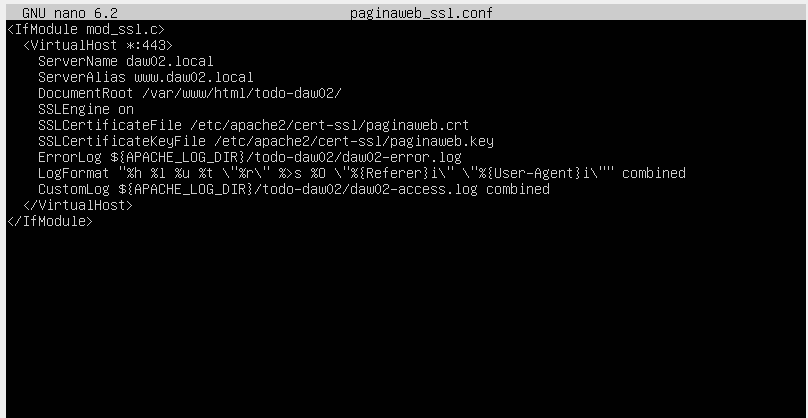 GNU nano 6.2 paginaweb_ssl.conf
<IfModule mod_ssl.c>
<VirtualHost *:443>
ServerName daw02.local
ServerAlias www.daw02.local
DocumentRoot /var/www/html/todo-daw02/
SSLEngine on
SSLCertificateFile /etc/apache2/cert-ssl/paginaweb.crt
SSLCertificateKeyFile /etc/apache2/cert-ssl/paginaweb.key
ErrorLog ${APACHE_LOG_DIR}/todo-daw02/daw02-error.log
LogFormat "%h %l %u %t \"%r\" %>s %O \"%{Referer}i\" \"%{User-Agent}i\"" combined
CustomLog ${APACHE_LOG_DIR}/todo-daw02/daw02-access.log combined
</VirtualHost>
</IfModule>